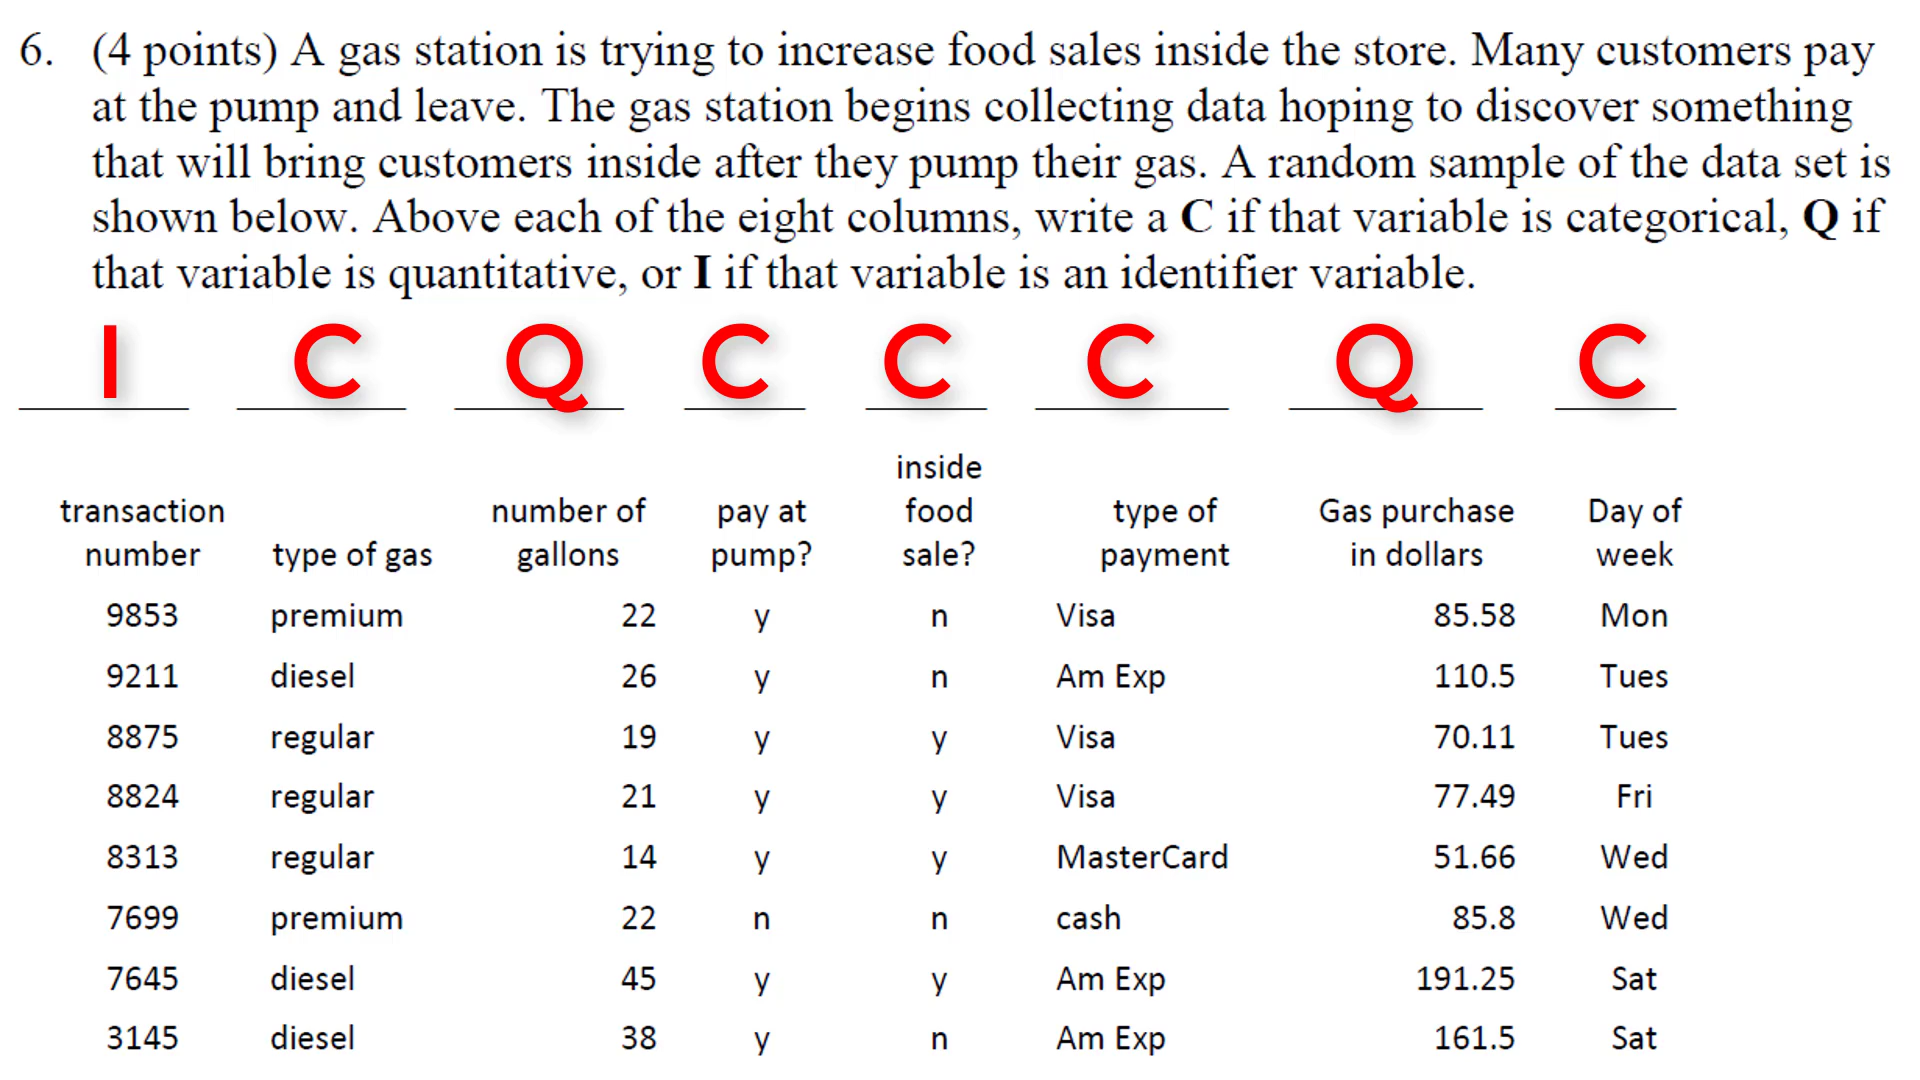 6. (4 points) A gas station is trying to increase food sales inside the store. Many customers pay
at the pump and leave. The gas station begins collecting data hoping to discover something
that will bring customers inside after they pump their gas. A random sample of the data set is
shown below. Above each of the eight columns, write a C if that variable is categorical, Q if
that variable is quantitative, or I if that variable is an identifier variable.
I C Q C C C Q C
inside
transaction number of pay at food type of Gas purchase Day of
number type of gas gallons pump? sale? payment in dollars week
9853 premium 22 y n Visa 85.58 Mon
9211 diesel 26 y n Am Exp 110.5 Tues
8875 regular 19 y y Visa 70.11 Tues
8824 regular 21 y y Visa 77.49 Fri
8313 regular 14 y y MasterCard 51.66 Wed
7699 premium 22 n n cash 85.8 Wed
7645 diesel 45 y y Am Exp 191.25 Sat
3145 diesel 38 y n Am Exp 161.5 Sat